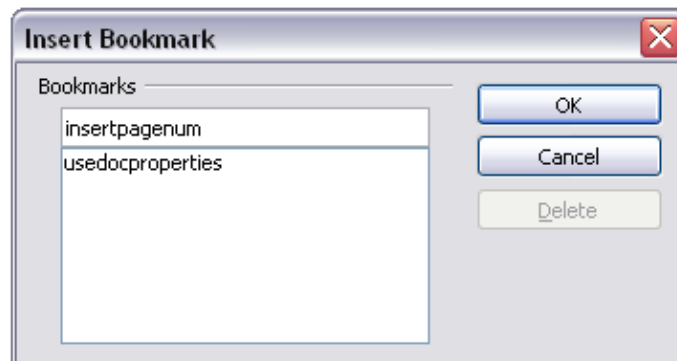 Insert Bookmark
Bookmarks
insertpagenum
usedocproperties
OK
Cancel
Delete